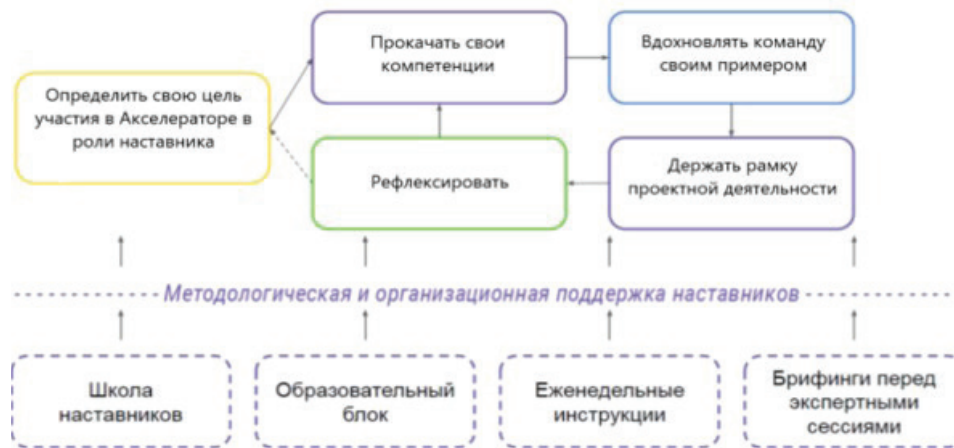 Прокачать свои
компетенции
Вдохновлять команду
своим примером
Определить свою цель
участия в Акселераторе в
роли наставника
Рефлексировать
Держать рамку
проектной деятельности
Методологическая и организационная поддержка наставников
Школа
наставников
Образовательный
блок
Еженедельные
инструкции
Брифинги перед
экспертными
сессиями